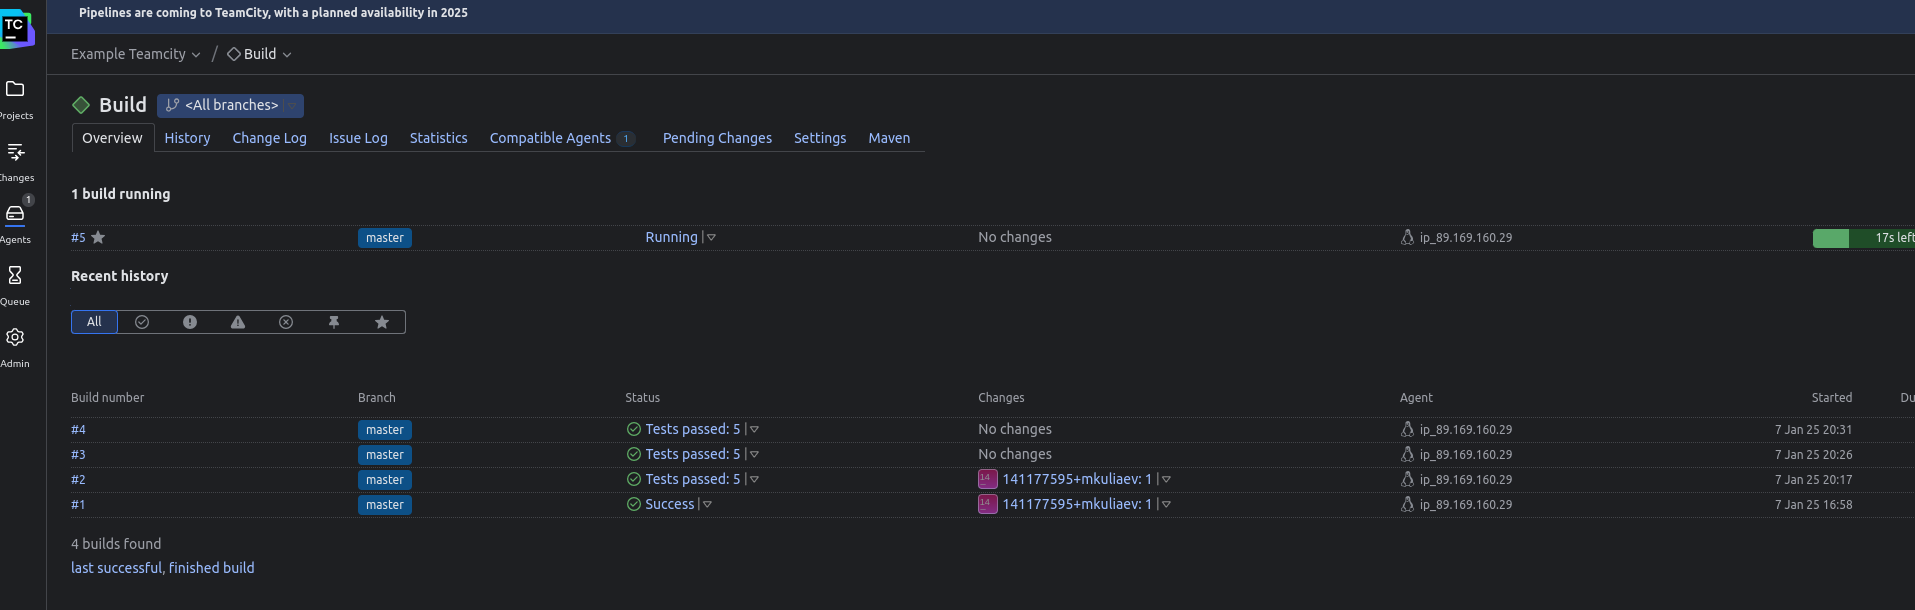 Pipelines are coming to TeamCity, with a planned availability in 2025
TC
Example Teamcity / Build
Projects
Changes
1
Agents
Queue
Admin
Build <All branches>
Overview History Change Log Issue Log Statistics Compatible Agents 1 Pending Changes Settings Maven
1 build running
#5 master Running No changes ip_89.169.160.29 17s left
Recent history
All
Build number Branch Status Changes Agent Started Du
#4 master Tests passed: 5 No changes ip_89.169.160.29 7 Jan 25 20:31
#3 master Tests passed: 5 No changes ip_89.169.160.29 7 Jan 25 20:26
#2 master Tests passed: 5 14 141177595+mkuliaev: 1 ip_89.169.160.29 7 Jan 25 20:17
#1 master Success 14 141177595+mkuliaev: 1 ip_89.169.160.29 7 Jan 25 16:58
4 builds found
last successful, finished build